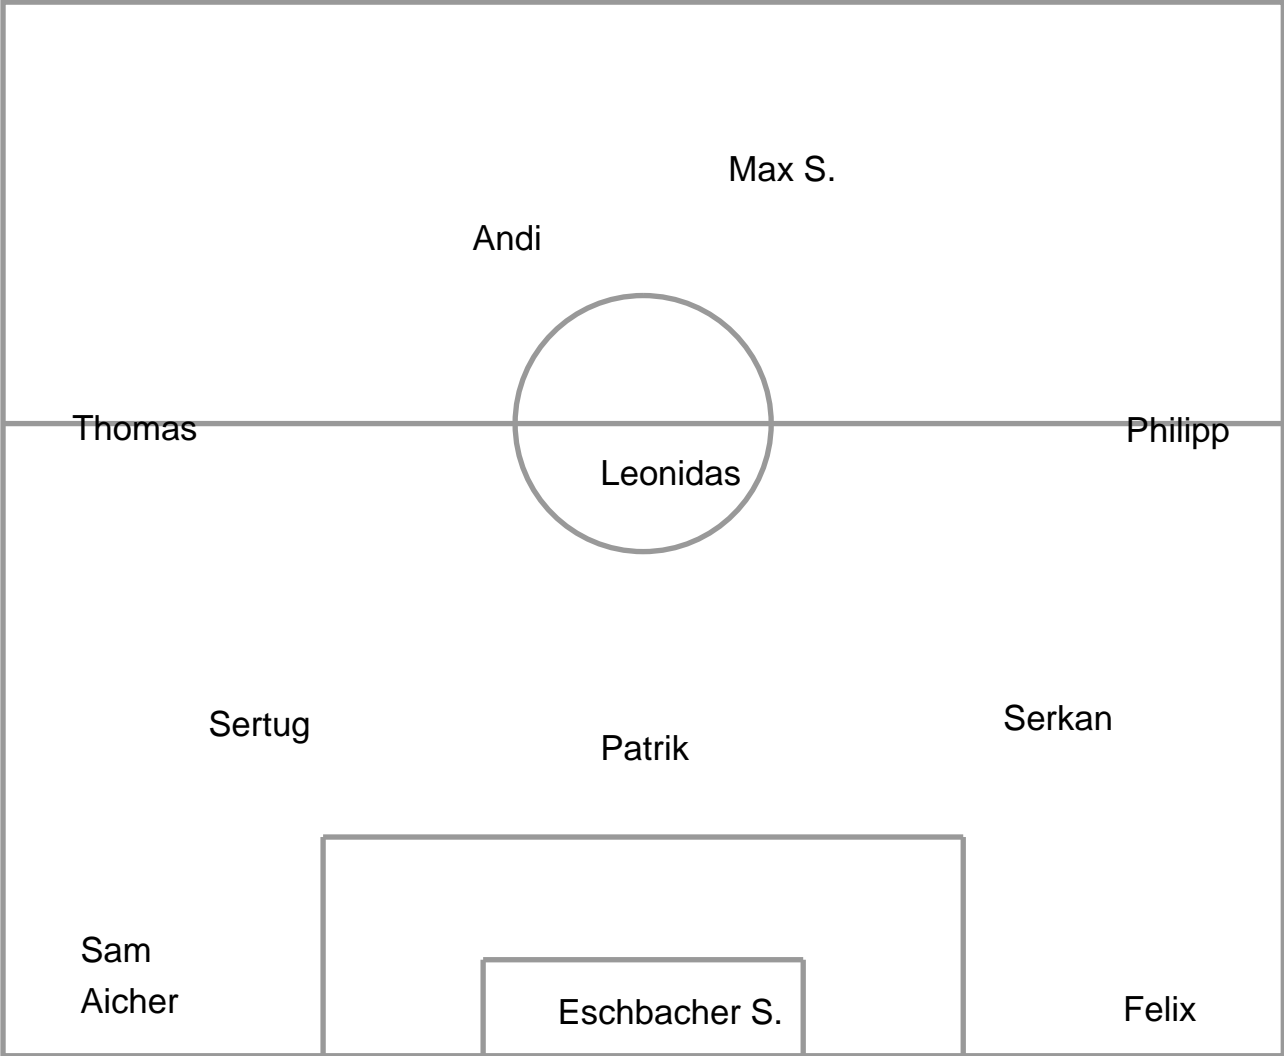 Max S.
Andi
Thomas
Philipp
Leonidas
Sertug
Serkan
Patrik
Sam
Aicher
Eschbacher S.
Felix